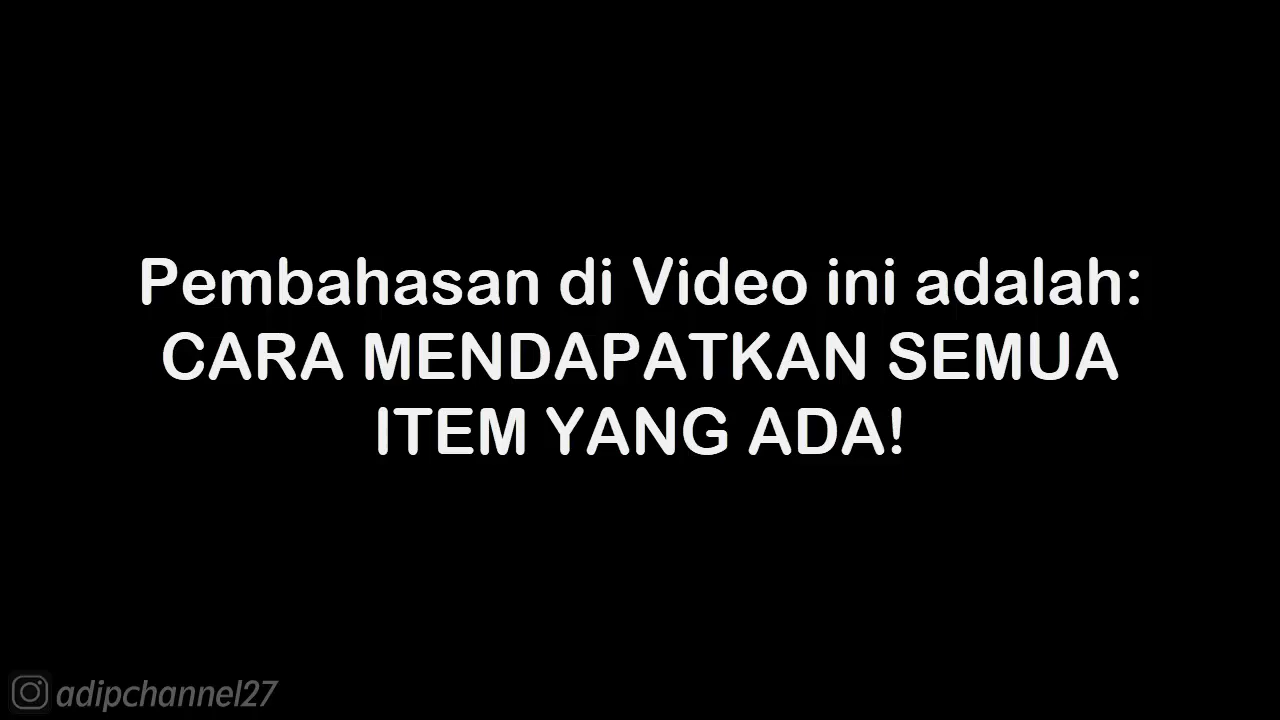 Pembahasan di Video ini adalah:
CARA MENDAPATKAN SEMUA
ITEM YANG ADA!
adipchannel27